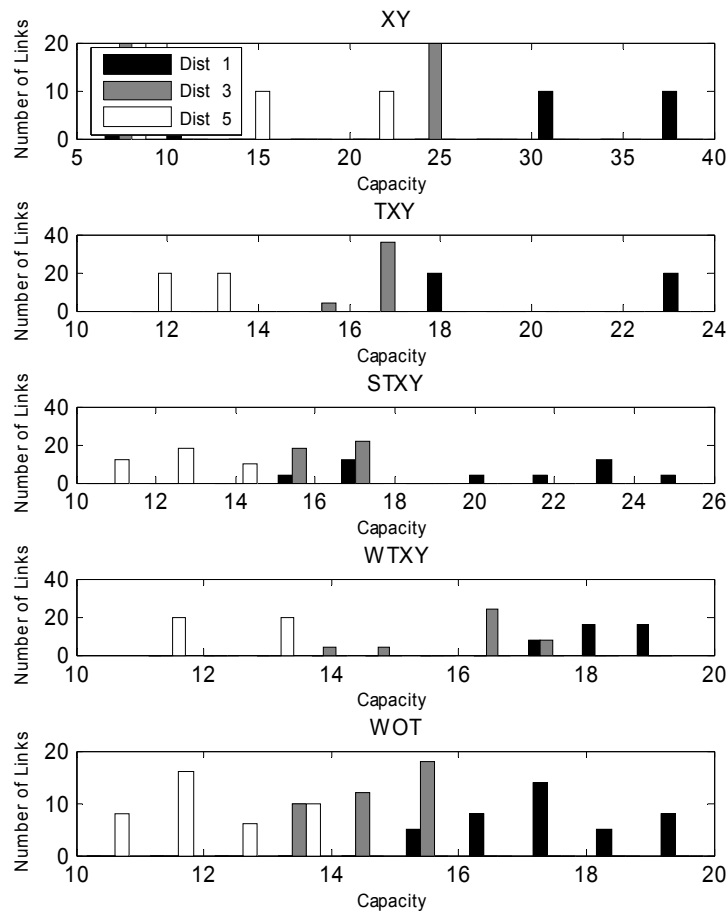 XY
20
10
0
Number of Links
Dist 1
Dist 3
Dist 5
5 10 15 20 25 30 35 40
Capacity
TXY
40
20
0
Number of Links
10 12 14 16 18 20 22 24
Capacity
STXY
40
20
0
Number of Links
10 12 14 16 18 20 22 24 26
Capacity
WTXY
40
20
0
Number of Links
10 12 14 16 18 20
Capacity
WOT
20
10
0
Number of Links
10 12 14 16 18 20
Capacity